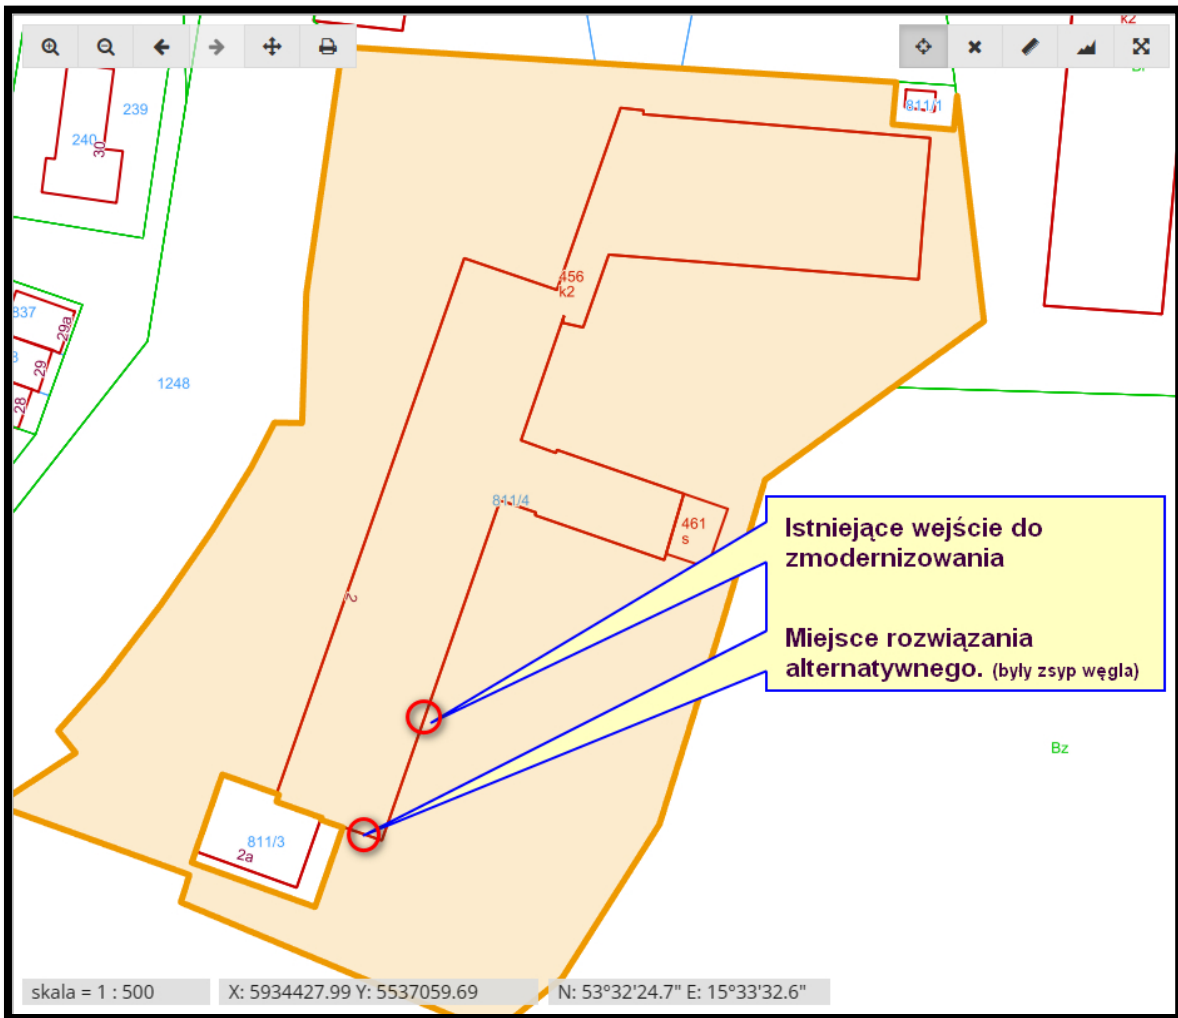 k2
Br
811/1
239
240
30
456
k2
837
29a
29
28
1248
811/4
461
s
2
Istniejące wejście do
zmodernizowania
Miejsce rozwiązania
alternatywnego. (były zsyp węgla)
Bz
811/3
2a
skala = 1 : 500
X: 5934427.99 Y: 5537059.69
N: 53°32'24.7" E: 15°33'32.6"